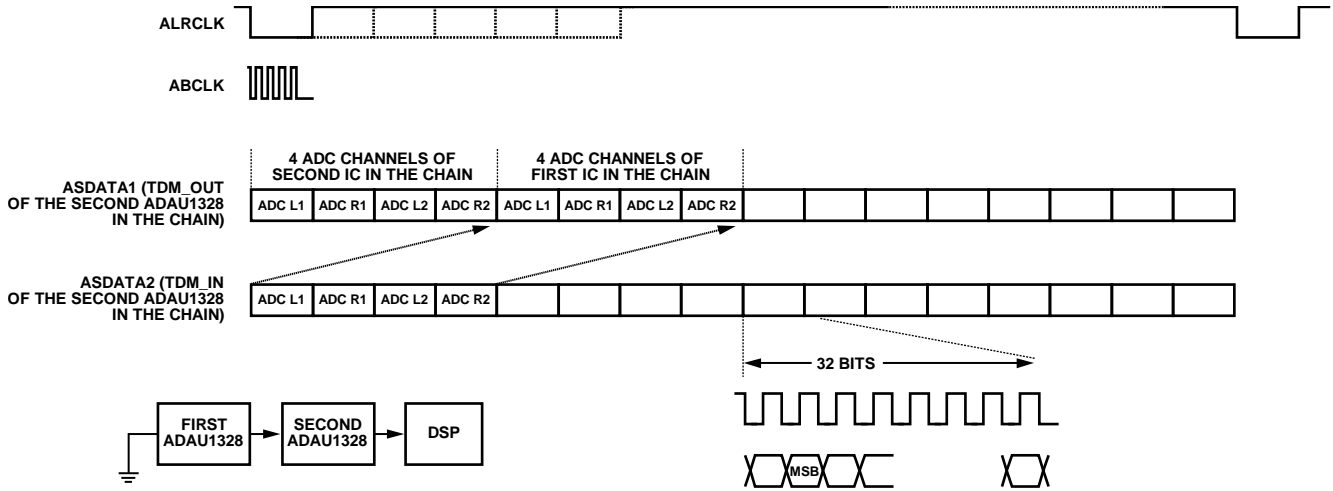 ALRCLK
ABCLK
4 ADC CHANNELS OF
SECOND IC IN THE CHAIN
4 ADC CHANNELS OF
FIRST IC IN THE CHAIN
ASDATA1 (TDM_OUT
OF THE SECOND ADAU1328
IN THE CHAIN)
ADC L1 ADC R1 ADC L2 ADC R2 ADC L1 ADC R1 ADC L2 ADC R2
ASDATA2 (TDM_IN
OF THE SECOND ADAU1328
IN THE CHAIN)
ADC L1 ADC R1 ADC L2 ADC R2
32 BITS
FIRST
ADAU1328
SECOND
ADAU1328
DSP
MSB